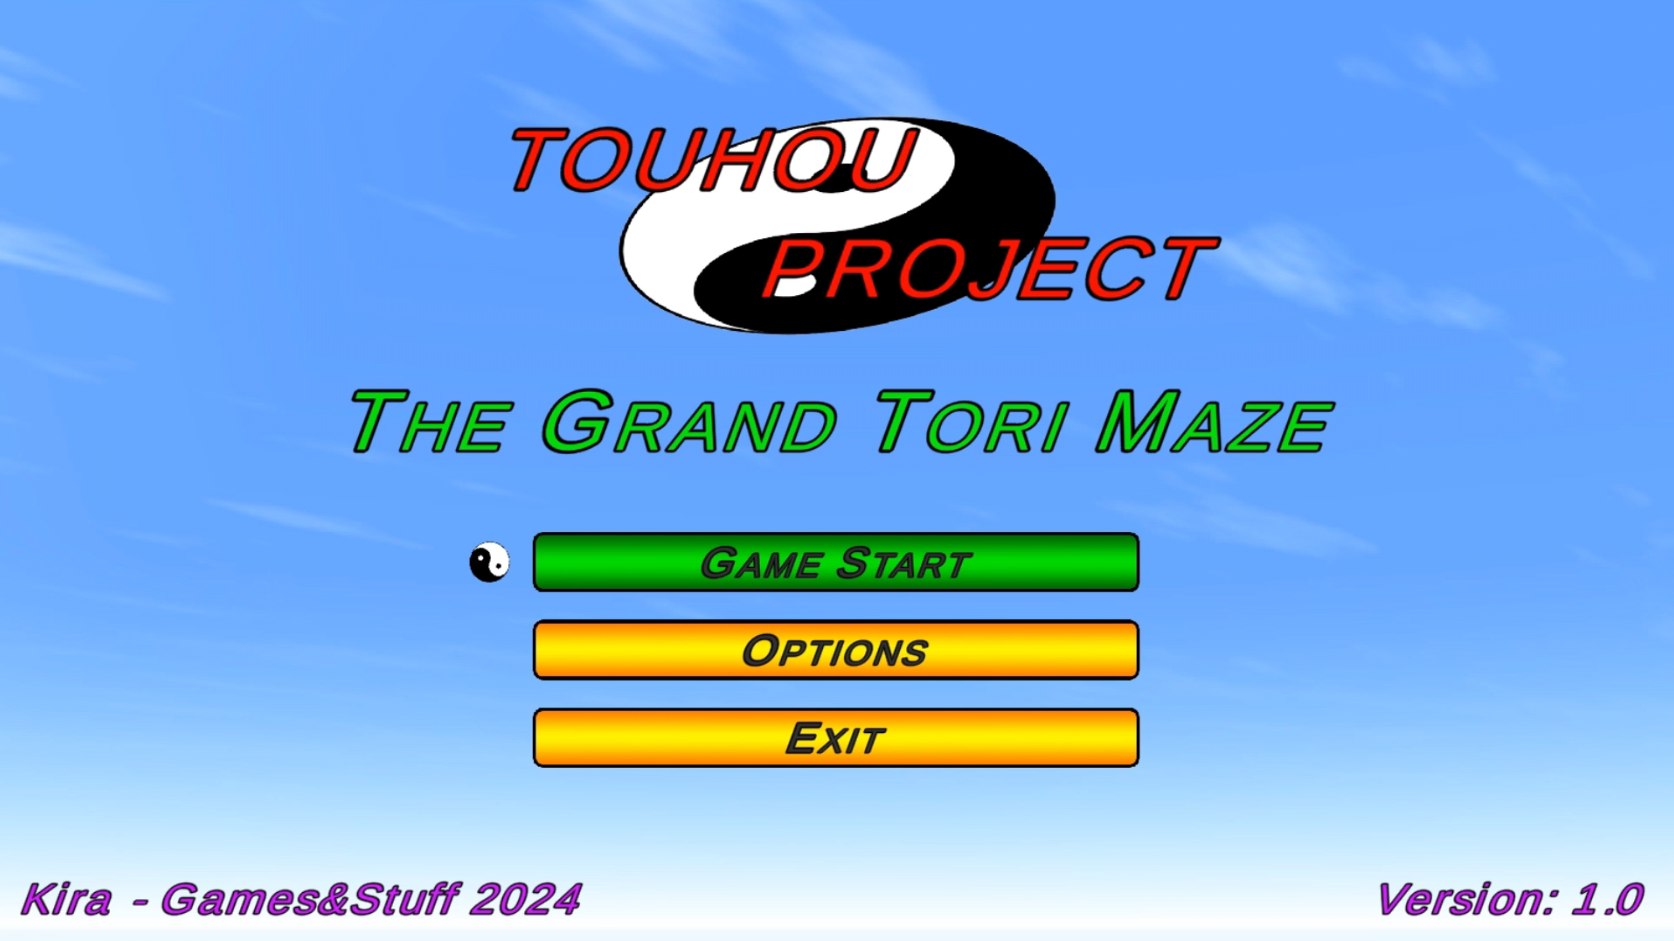 TOUHOU
PROJECT
THE GRAND TORI MAZE
GAME START
OPTIONS
EXIT
Kira - Games&Stuff 2024
Version: 1.0